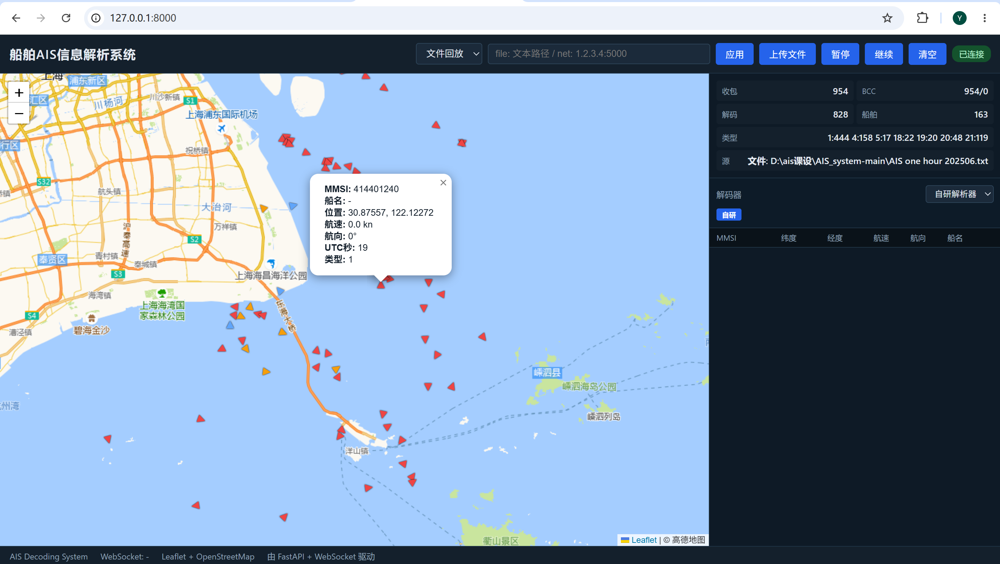 127.0.0.1:8000
Y
船舶AIS信息解析系统
文件回放
file: 文本路径 / net: 1.2.3.4:5000
应用
上传文件
暂停
继续
清空
已连接
+
−
上海
浦东新区
汇区
川杨河
川沙新镇
S1
上海浦东国际机场
行区
祝桥镇
S32
航头镇
大治河
万祥镇
沪奉高速
S2
奉贤区
青村镇
奉城镇
S3
上海海昌海洋公园
海湾镇
上海海湾国
家森林公园
S4
碧海金沙
漕泾镇
东海大桥
州湾
洋山镇
嵊泗县
嵊泗海岛公园
嵊泗列岛
衢山景区
MMSI: 414401240
船名: -
位置: 30.87557, 122.12272
航速: 0.0 kn
航向: 0°
UTC秒: 19
类型: 1
×
Leaflet | © 高德地图
收包 954
BCC 954/0
解码 828
船舶 163
类型 1:444 4:158 5:17 18:22 19:20 20:48 21:119
源 文件: D:\ais课设\AIS_system-main\AIS one hour 202506.txt
解码器
自研解析器
自研
MMSI 纬度 经度 航速 航向 船名
AIS Decoding System WebSocket: - Leaflet + OpenStreetMap 由 FastAPI + WebSocket 驱动